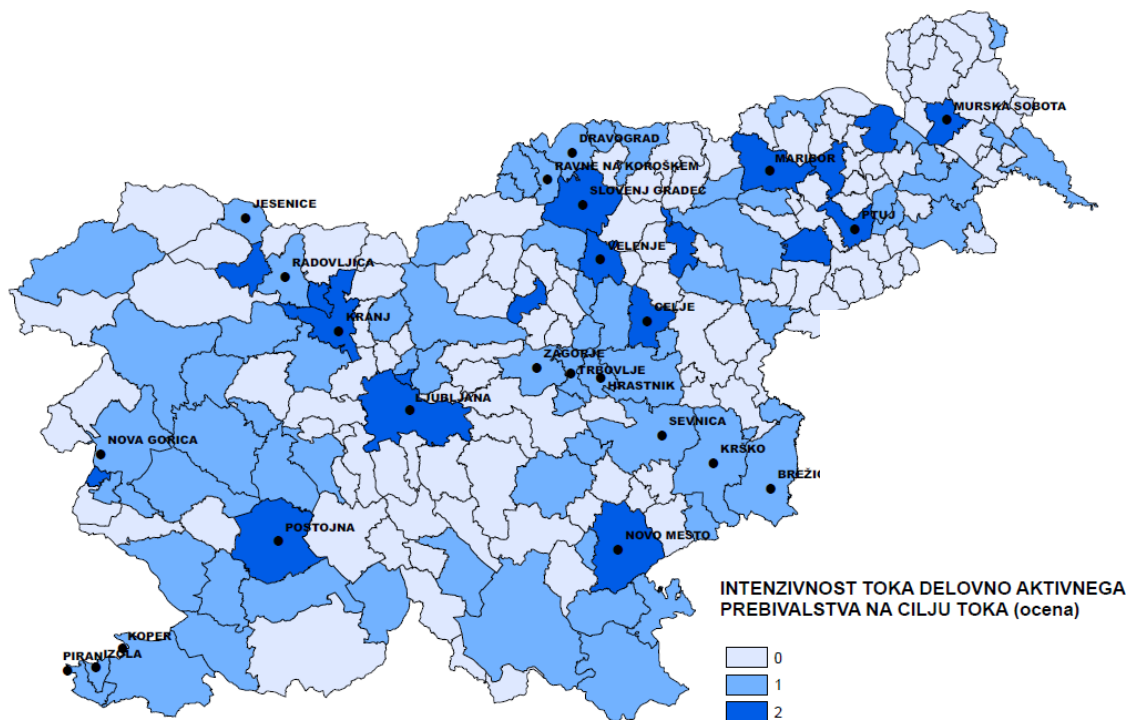 MURSKA SOBOTA
DRAVOGRAD
MARIBOR
RAVNE NA KOROŠKEM
SLOVENJ GRADEC
JESENICE
PTUJ
VELENJE
RADOVLJICA
CELJE
KRANJ
ZAGORJE
TRBOVLJE
HRASTNIK
LJUBLJANA
SEVNICA
NOVA GORICA
KRŠKO
BREŽIC
POSTOJNA
NOVO MESTO
INTENZIVNOST TOKA DELOVNO AKTIVNEGA
PREBIVALSTVA NA CILJU TOKA (ocena)
KOPER
PIRAN
IZOLA
0
1
2